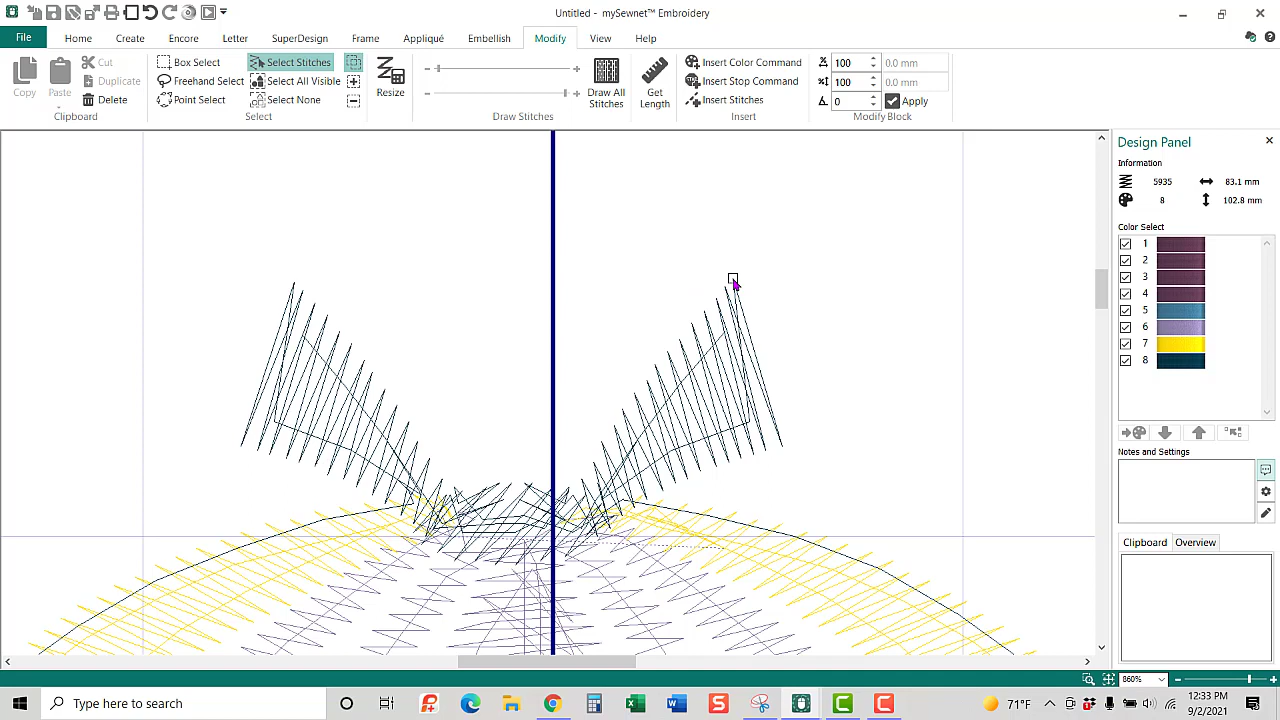 Untitled - mySewnet™ Embroidery
File Home Create Encore Letter SuperDesign Frame Appliqué Embellish Modify View Help
Copy
Paste
Cut
Duplicate
Delete
Clipboard
Box Select
Freehand Select
Point Select
Select Stitches
Select All Visible
Select None
Select
Resize
Draw All
Stitches
Draw Stitches
Get
Length
Insert Color Command
Insert Stop Command
Insert Stitches
Insert
100 0.0 mm
100 0.0 mm
0 Apply
Modify Block
Design Panel
Information
5935 83.1 mm
8 102.8 mm
Color Select
1
2
3
4
5
6
7
8
Notes and Settings
Clipboard Overview
860%
Type here to search
71°F
12:33 PM
9/2/2021